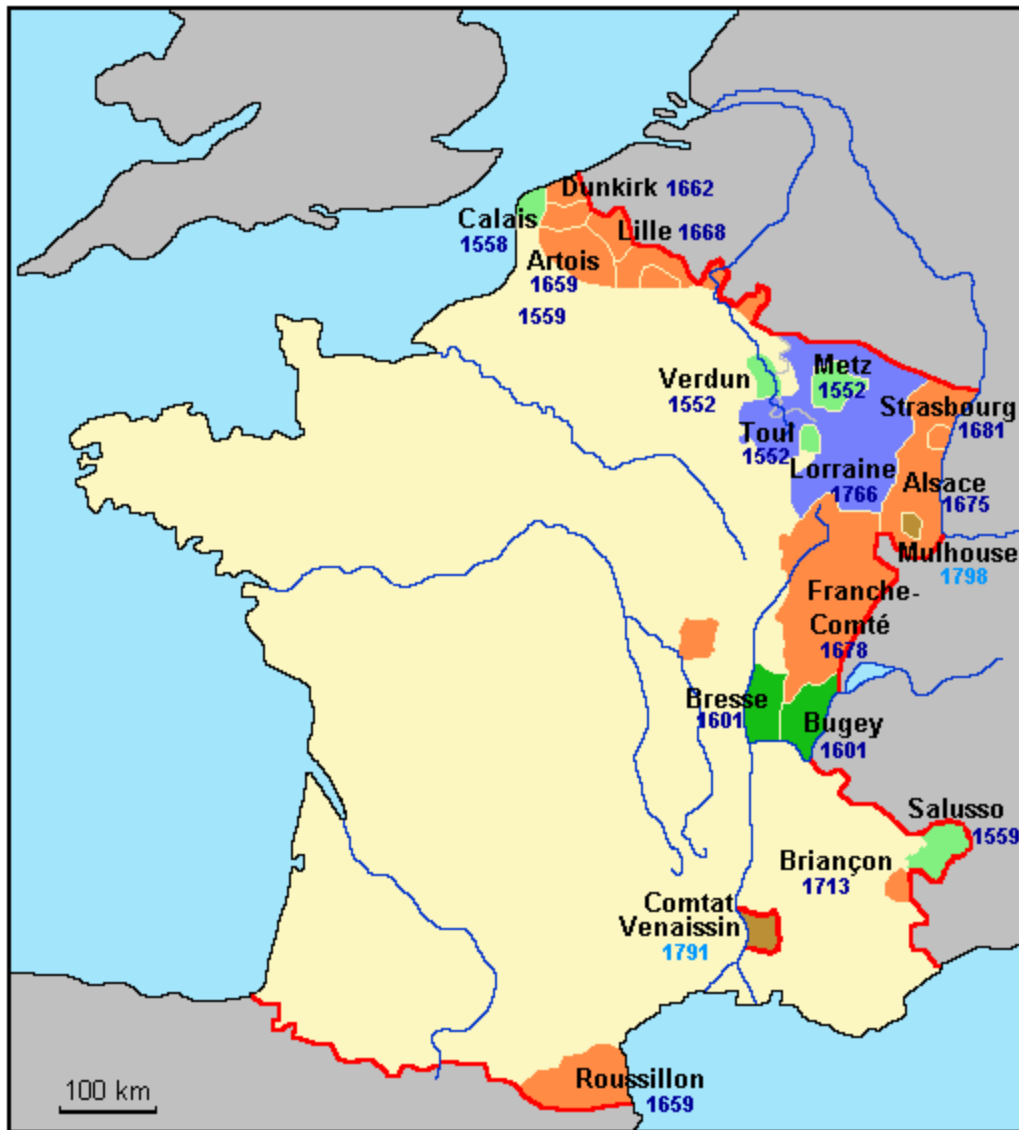 Dunkirk 1662
Calais
1558
Lille 1668
Artois
1659
1559
Verdun
1552
Metz
1552
Strasbourg
1681
Toul
1552
Lorraine
1766
Alsace
1675
Mulhouse
1798
Franche-
Comté
1678
Bresse
1601
Bugey
1601
Salusso
1559
Briançon
1713
Comtat
Venaissin
1791
Roussillon
1659
100 km